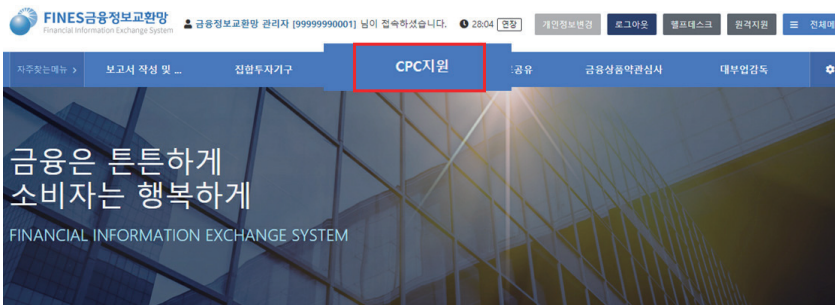 FINES금융정보교환망
Financial Information Exchange System
금융정보교환망 관리자 [99999990001] 님이 접속하셨습니다. 28:04 연장 개인정보변경 로그아웃 헬프데스크 원격지원 전체메
자주찾는메뉴 > 보고서 작성 및 ... 집합투자기구 CPC지원 공유 금융상품약관심사 대부업감독
금융은 튼튼하게
소비자는 행복하게
FINANCIAL INFORMATION EXCHANGE SYSTEM